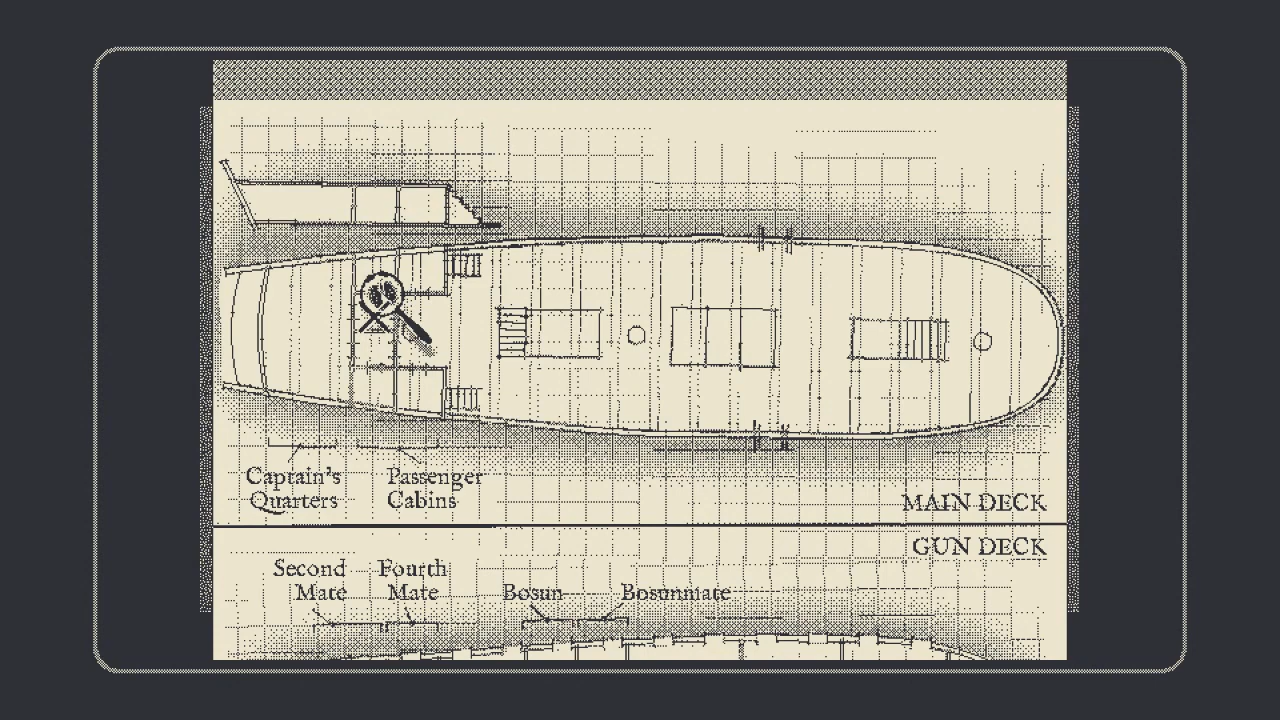 Captain's
Quarters
Passenger
Cabins
MAIN DECK
GUN DECK
Second
Mate
Fourth
Mate
Bosun
Bosunmate